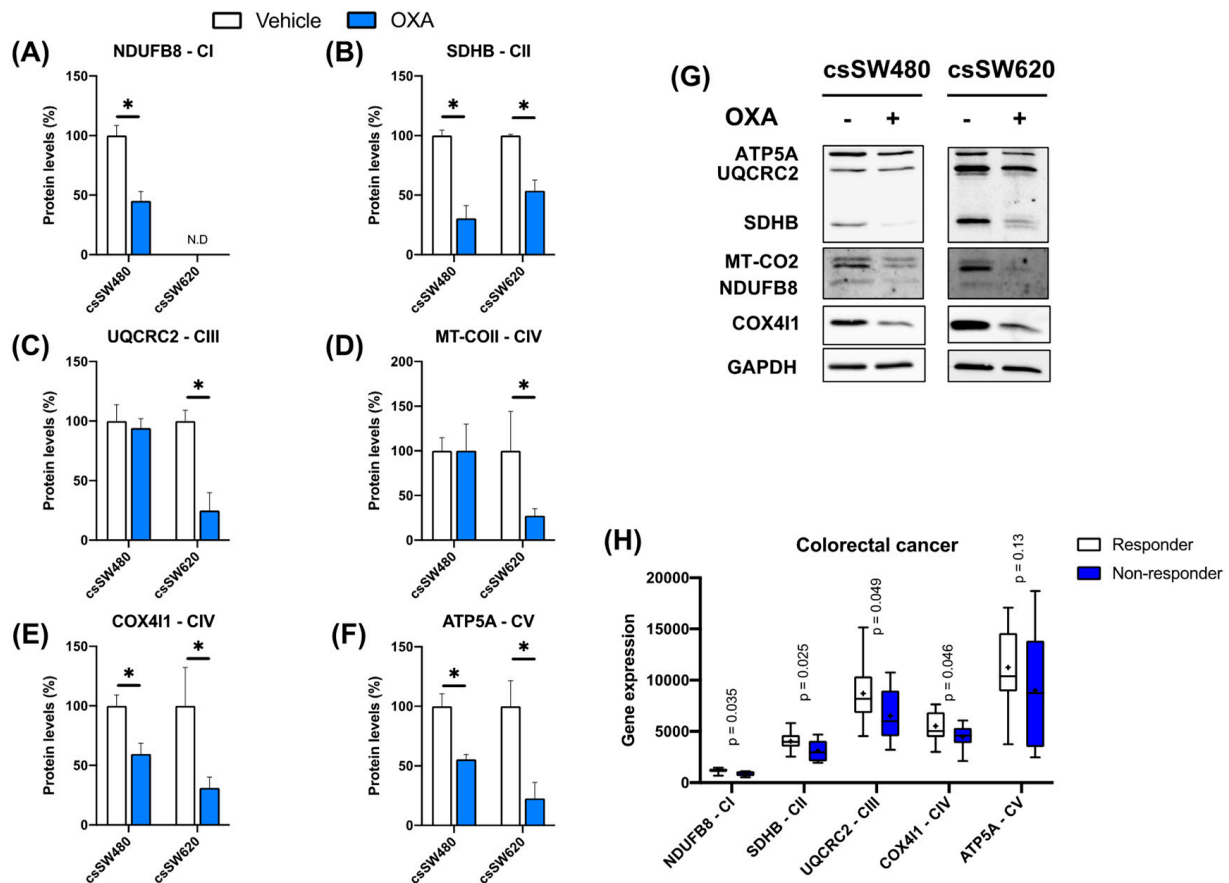 Vehicle OXA
(A) NDUFB8 - CI
Protein levels (%)
150
100
50
0
*
N.D
csSW480
csSW620
(B) SDHB - CII
Protein levels (%)
150
100
50
0
*
*
csSW480
csSW620
(C) UQCRC2 - CIII
Protein levels (%)
150
100
50
0
*
csSW480
csSW620
(D) MT-COII - CIV
Protein levels (%)
200
150
100
50
0
*
csSW480
csSW620
(E) COX4I1 - CIV
Protein levels (%)
150
100
50
0
*
*
csSW480
csSW620
(F) ATP5A - CV
Protein levels (%)
150
100
50
0
*
*
csSW480
csSW620
(G) csSW480 csSW620
OXA - + - +
ATP5A
UQCRC2
SDHB
MT-CO2
NDUFB8
COX4I1
GAPDH
(H) Colorectal cancer
Responder
Non-responder
Gene expression
20000
15000
10000
5000
0
p = 0.035
p = 0.025
p = 0.049
p = 0.046
p = 0.13
NDUFB8 - CI
SDHB - CII
UQCRC2 - CIII
COX4I1 - CIV
ATP5A - CV